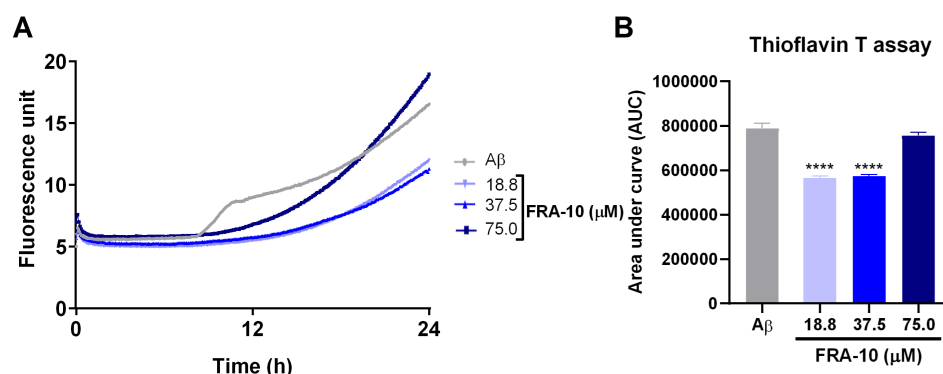 A
Fluorescence unit
20
15
10
5
0
0 12 24
Time (h)
Aβ
18.8
37.5
75.0
FRA-10 (μM)
B
Thioflavin T assay
Area under curve (AUC)
1000000
800000
600000
400000
200000
0
**** ****
Aβ 18.8 37.5 75.0
FRA-10 (μM)